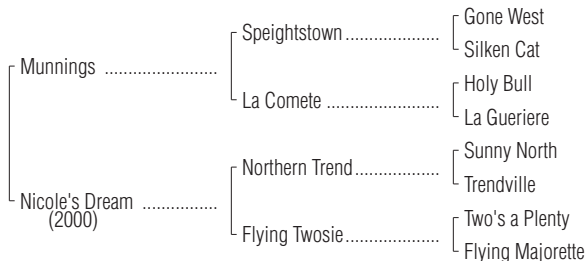 Gone West
Speightstown
Silken Cat
Munnings
Holy Bull
La Comete
La Gueriere
Sunny North
Northern Trend
Trendville
Nicole's Dream
(2000)
Two's a Plenty
Flying Twosie
Flying Majorette